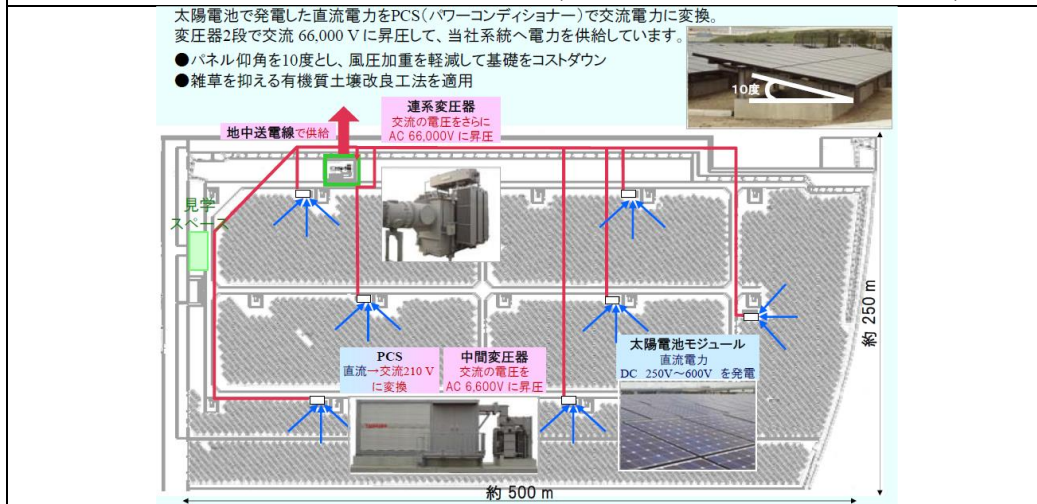 太陽電池で発電した直流電力をPCS(パワーコンディショナー)で交流電力に変換。
変圧器2段で交流 66,000 V に昇圧して、当社系統へ電力を供給しています。
●パネル仰角を10度とし、風圧加重を軽減して基礎をコストダウン
●雑草を抑える有機質土壌改良工法を適用
10度
連系変圧器
交流の電圧をさらに
AC 66,000V に昇圧
地中送電線で供給
見学
スペース
約 250 m
PCS
直流→交流210 V
に変換
中間変圧器
交流の電圧を
AC 6,600V に昇圧
太陽電池モジュール
直流電力
DC 250V～600V を発電
約 500 m